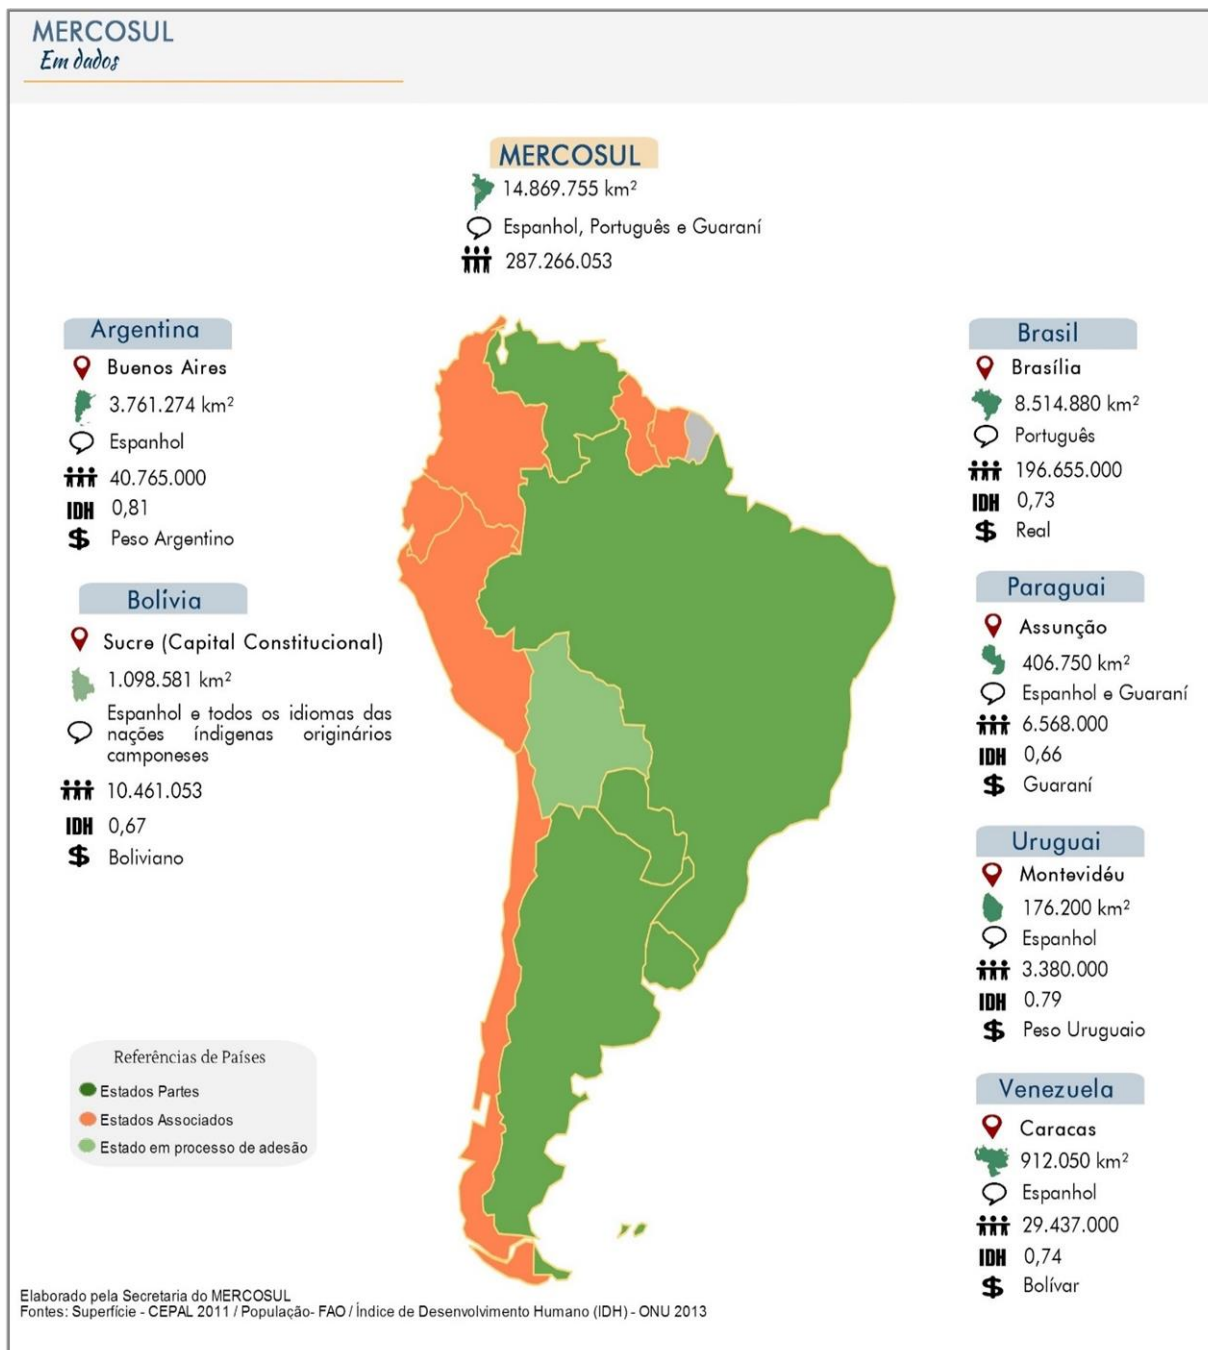 MERCOSUL
Em dados
MERCOSUL
14.869.755 km²
Espanhol, Português e Guaraní
287.266.053
Argentina
Buenos Aires
3.761.274 km²
Espanhol
40.765.000
IDH 0,81
$ Peso Argentino
Bolívia
Sucre (Capital Constitucional)
1.098.581 km²
Espanhol e todos os idiomas das
nações índigenas originários
camponeses
10.461.053
IDH 0,67
$ Boliviano
Brasil
Brasília
8.514.880 km²
Português
196.655.000
IDH 0,73
$ Real
Paraguai
Assunção
406.750 km²
Espanhol e Guaraní
6.568.000
IDH 0,66
$ Guaraní
Uruguai
Montevidéu
176.200 km²
Espanhol
3.380.000
IDH 0.79
$ Peso Uruguaio
Venezuela
Caracas
912.050 km²
Espanhol
29.437.000
IDH 0,74
$ Bolívar
Referências de Países
Estados Partes
Estados Associados
Estado em processo de adesão
Elaborado pela Secretaria do MERCOSUL
Fontes: Superfície - CEPAL 2011 / População- FAO / Índice de Desenvolvimento Humano (IDH) - ONU 2013